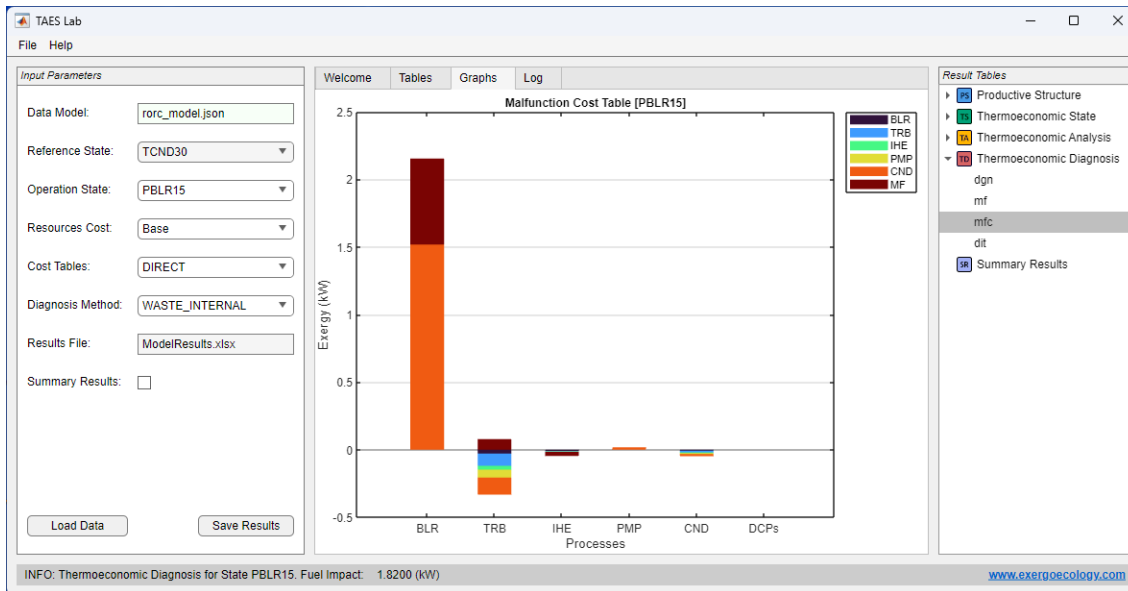 TAES Lab
File Help
Input Parameters
Data Model: rorc_model.json
Reference State: TCND30
Operation State: PBLR15
Resources Cost: Base
Cost Tables: DIRECT
Diagnosis Method: WASTE_INTERNAL
Results File: ModelResults.xlsx
Summary Results:
Load Data Save Results
Welcome Tables Graphs Log
Malfunction Cost Table [PBLR15]
2.5
2
1.5
1
0.5
0
-0.5
Exergy (kW)
BLR TRB IHE PMP CND DCPs
Processes
BLR
TRB
IHE
PMP
CND
MF
Result Tables
PS Productive Structure
TS Thermoeconomic State
TA Thermoeconomic Analysis
TD Thermoeconomic Diagnosis
dgn
mf
mfc
dit
SR Summary Results
INFO: Thermoeconomic Diagnosis for State PBLR15. Fuel Impact: 1.8200 (kW)
www.exergoecology.com